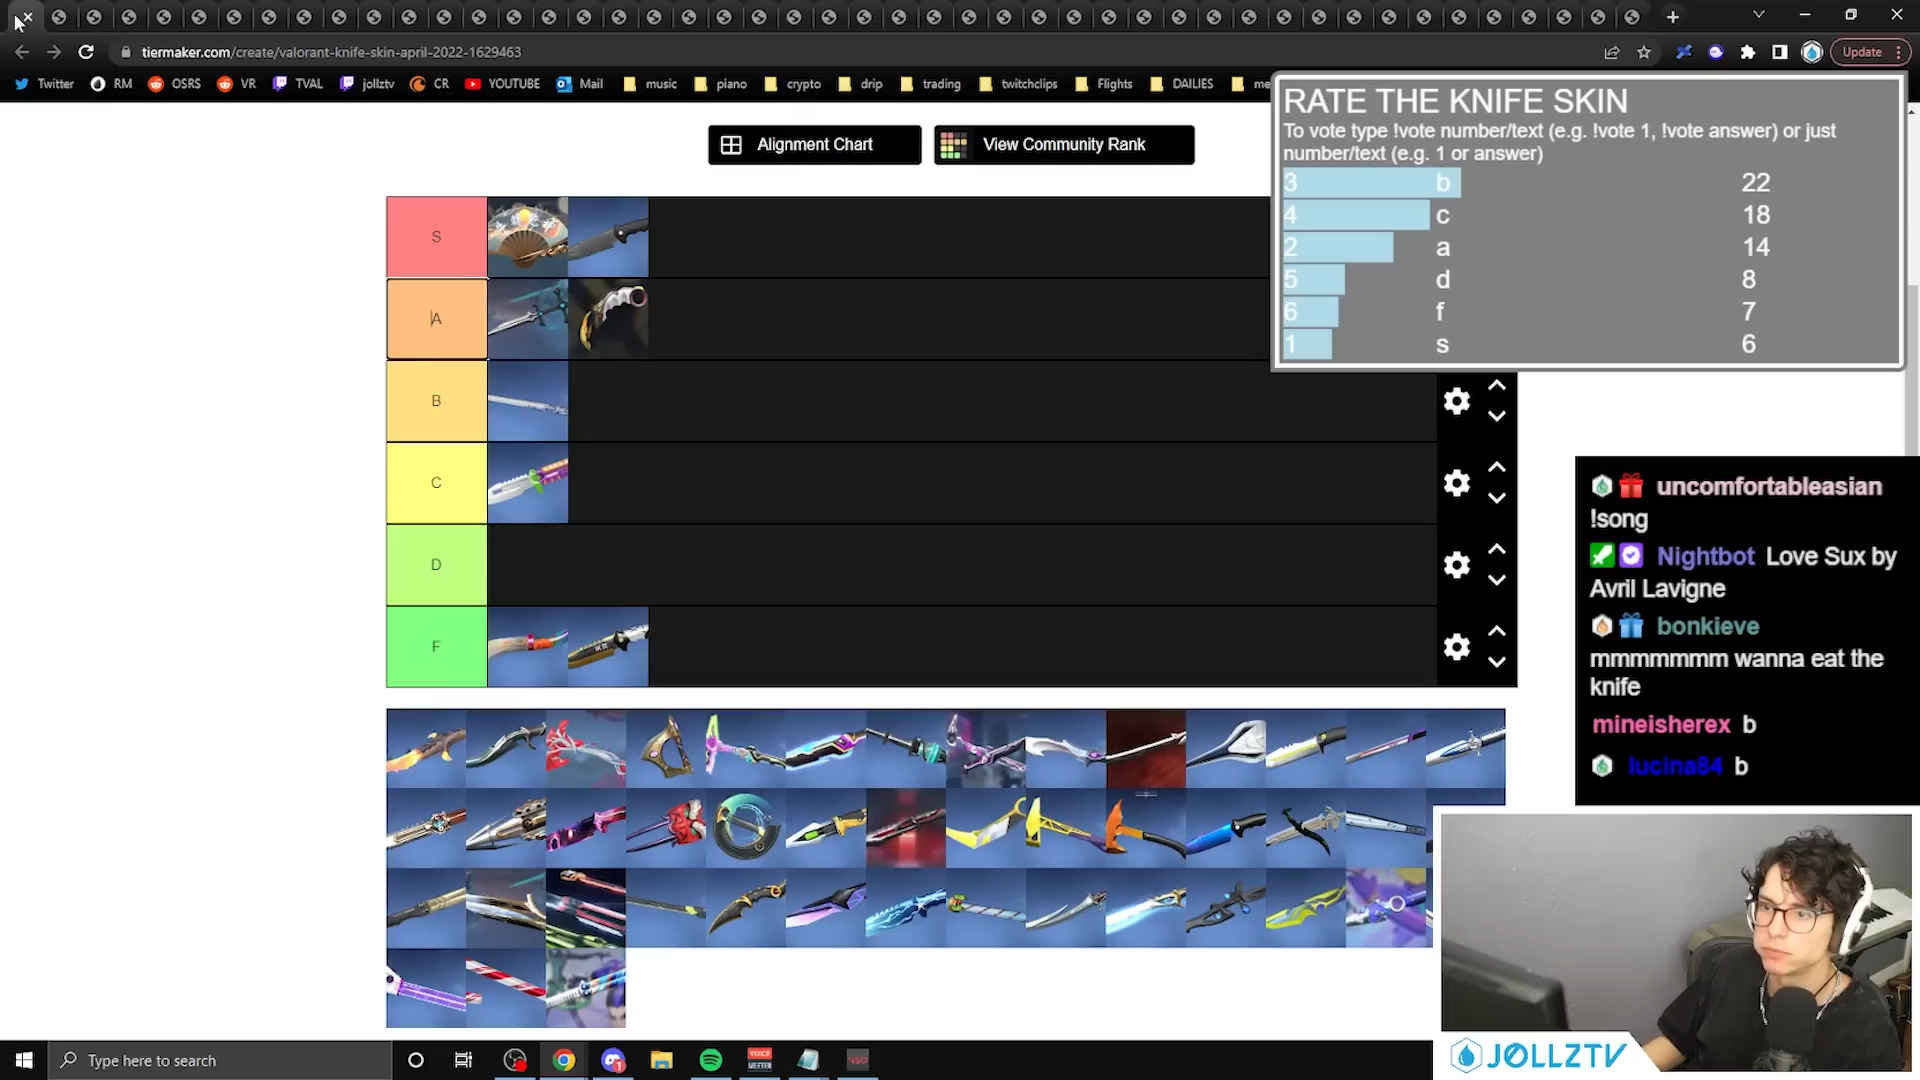 tiermaker.com/create/valorant-knife-skin-april-2022-1629463
Update
Twitter RM OSRS VR TVAL jollztv CR YOUTUBE Mail music piano crypto drip trading twitchclips Flights DAILIES me
Alignment Chart
View Community Rank
RATE THE KNIFE SKIN
To vote type !vote number/text (e.g. !vote 1, !vote answer) or just
number/text (e.g. 1 or answer)
3 b 22
4 c 18
2 a 14
5 d 8
6 f 7
1 s 6
S
A
B
C
D
F
uncomfortableasian
!song
Nightbot Love Sux by
Avril Lavigne
bonkieve
mmmmmmm wanna eat the
knife
mineisherex b
lucina84 b
JOLLZTV
Type here to search